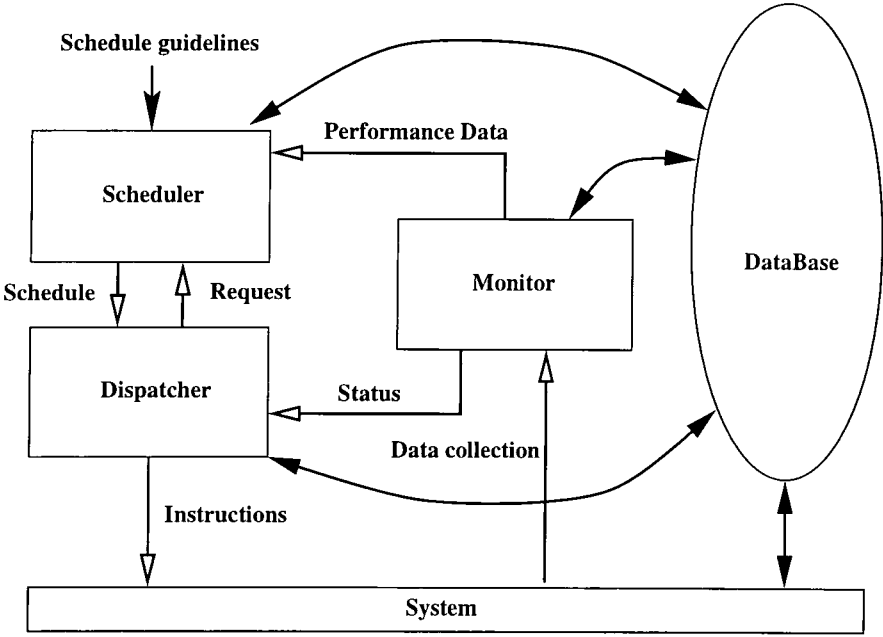 Schedule guidelines
Performance Data
Scheduler
DataBase
Monitor
Schedule
Request
Dispatcher
Status
Data collection
Instructions
System